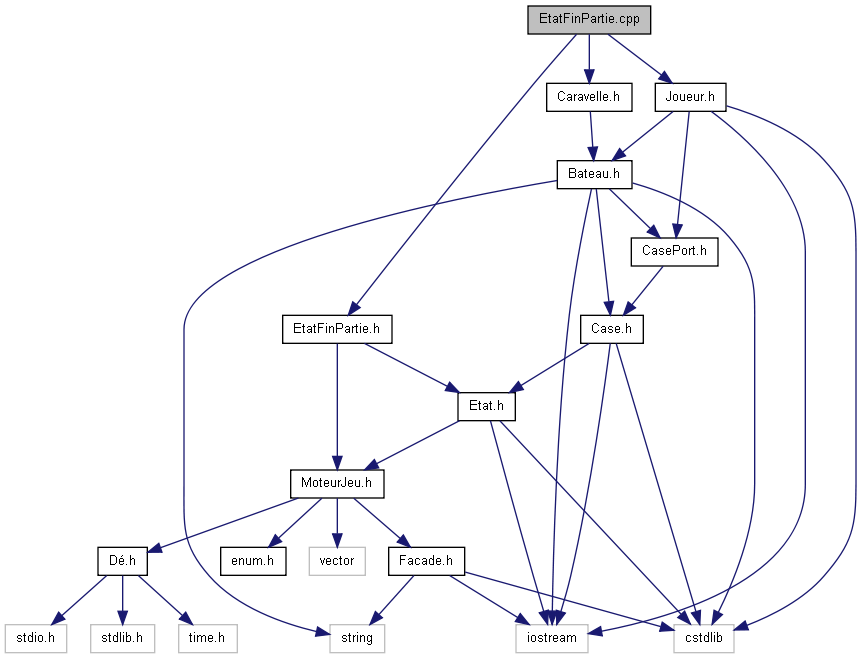 EtatFinPartie.cpp
Caravelle.h
Joueur.h
Bateau.h
CasePort.h
EtatFinPartie.h
Case.h
Etat.h
MoteurJeu.h
Dé.h
enum.h
vector
Facade.h
stdio.h
stdlib.h
time.h
string
iostream
cstdlib